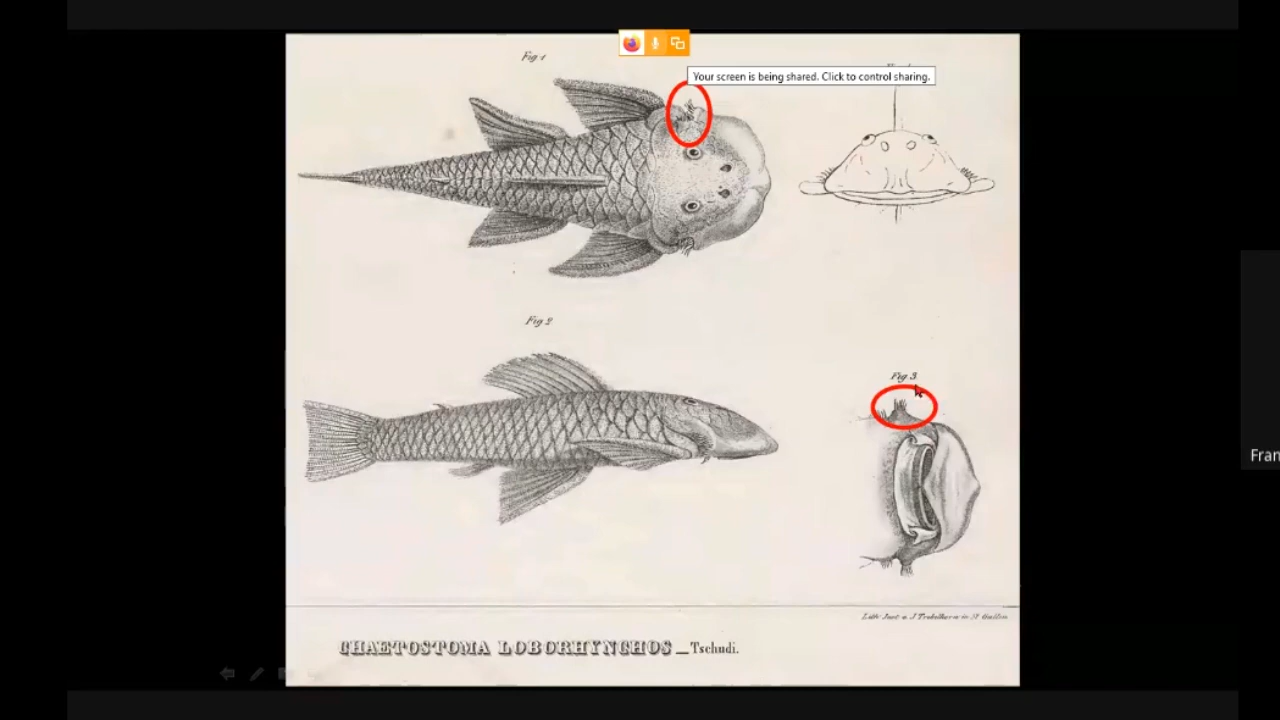 Fig 1
Your screen is being shared. Click to control sharing.
Fig 2
Fig 3
Fran
CHAETOSTOMA LOBORHYNCHOS _ Tschudi.